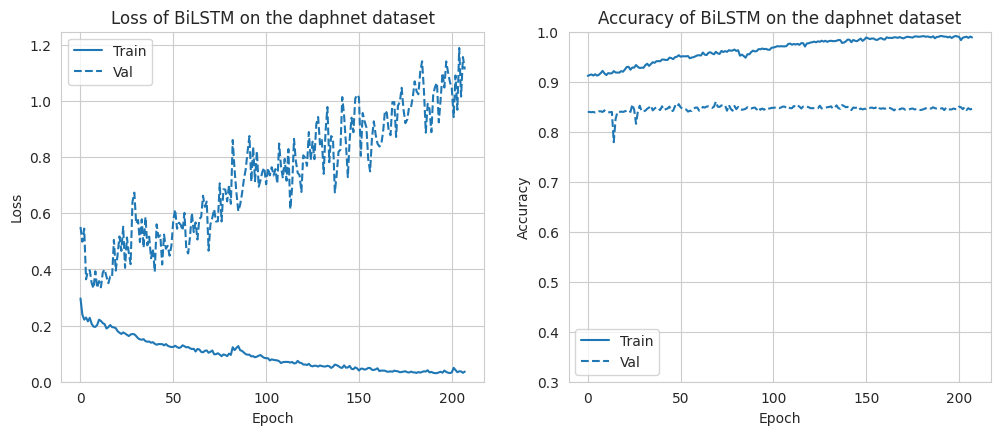 Loss of BiLSTM on the daphnet dataset
Train
Val
1.2
1.0
0.8
0.6
0.4
0.2
0.0
Loss
0
50
100
150
200
Epoch
Accuracy of BiLSTM on the daphnet dataset
1.0
0.9
0.8
0.7
0.6
0.5
0.4
0.3
Accuracy
Train
Val
0
50
100
150
200
Epoch